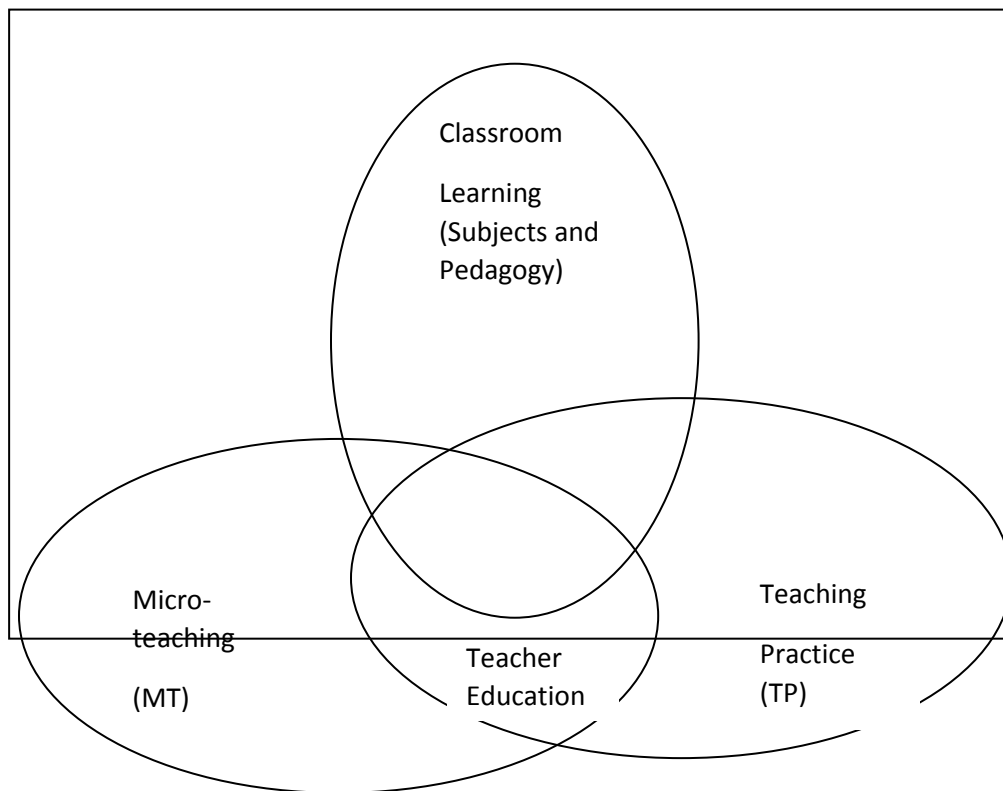 Classroom
Learning
(Subjects and
Pedagogy)
Micro-
teaching
(MT)
Teacher
Education
Teaching
Practice
(TP)